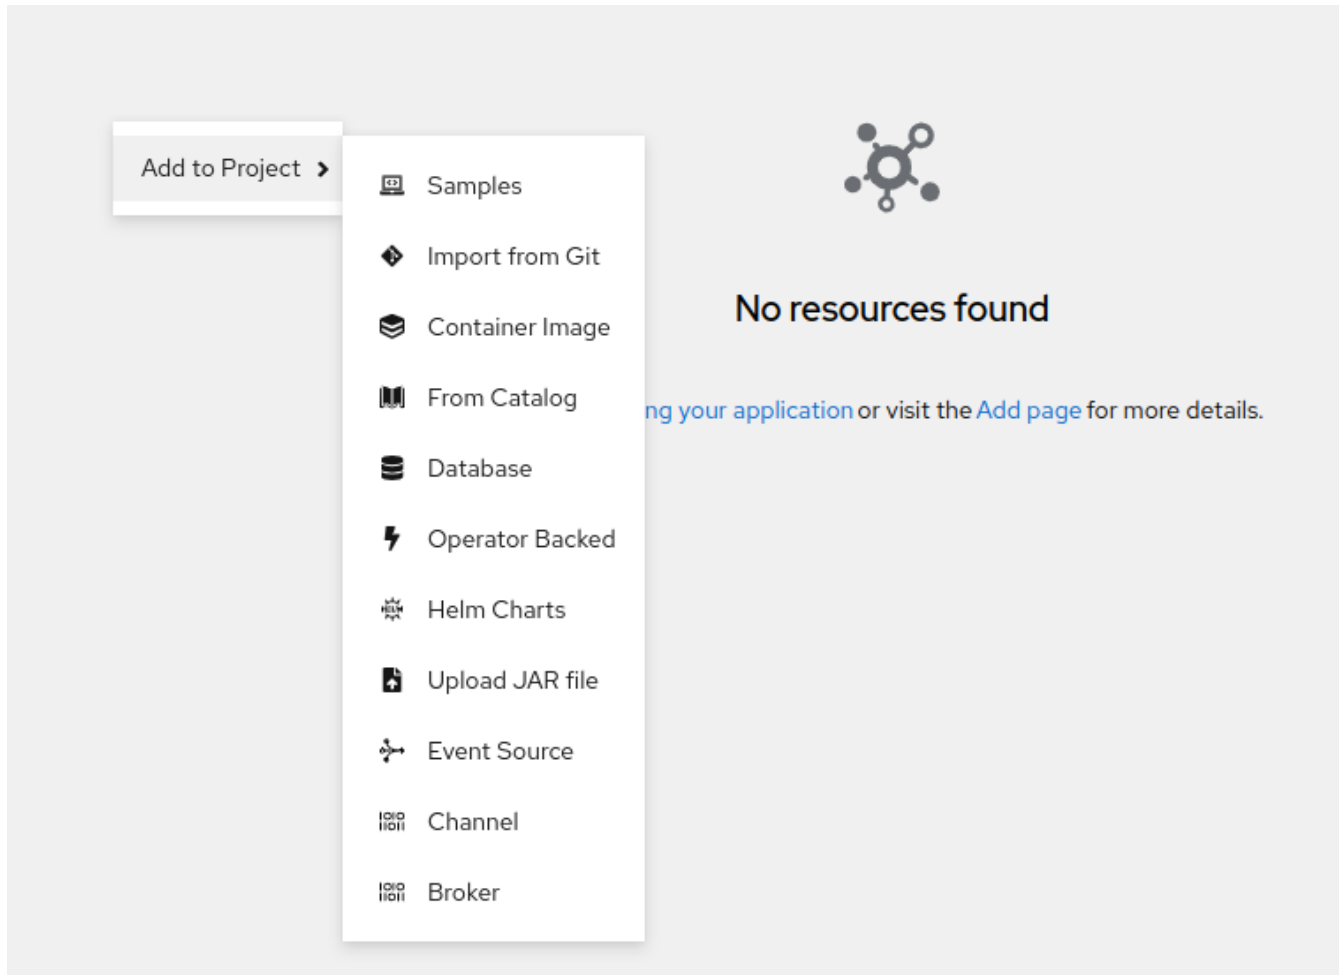 Add to Project
Samples
Import from Git
Container Image
From Catalog
Database
Operator Backed
Helm Charts
Upload JAR file
Event Source
Channel
Broker
No resources found
ng your application or visit the Add page for more details.